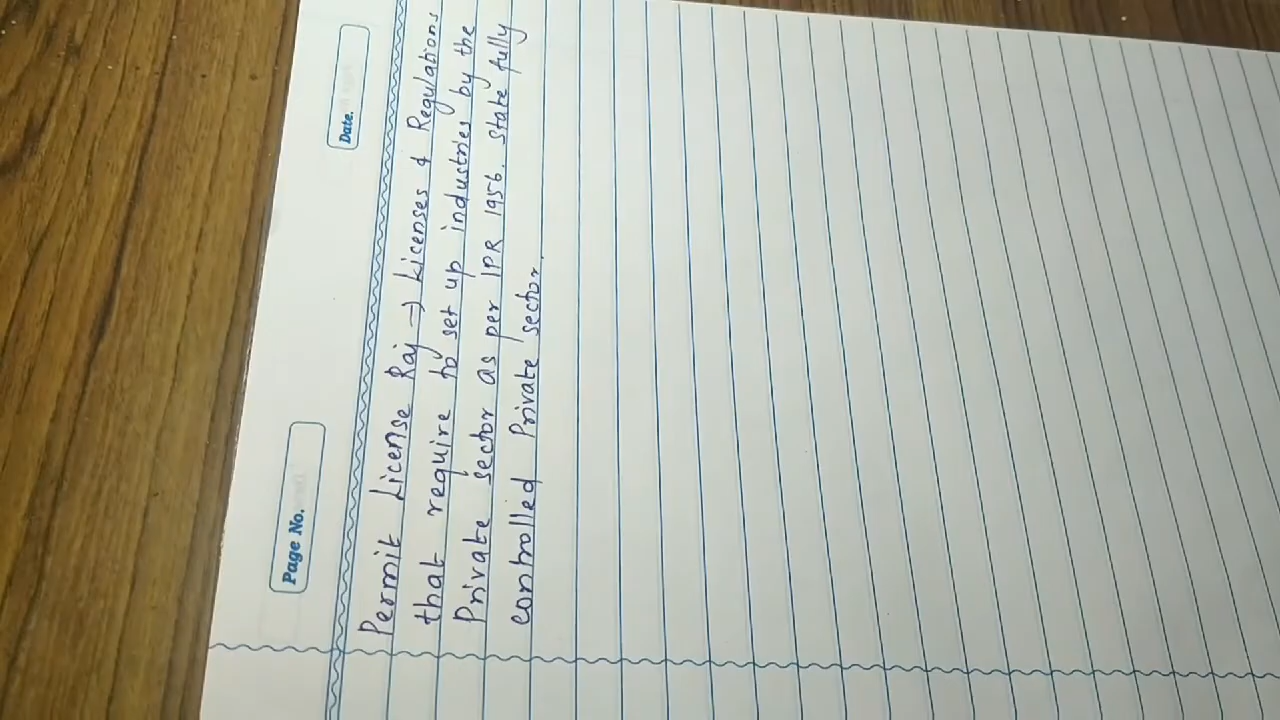 Page No.
Date.
Permit License Raj → Licenses & Regulations
that require to set up industries by the
Private sector as per IPR 1956. State fully
controlled Private sector.